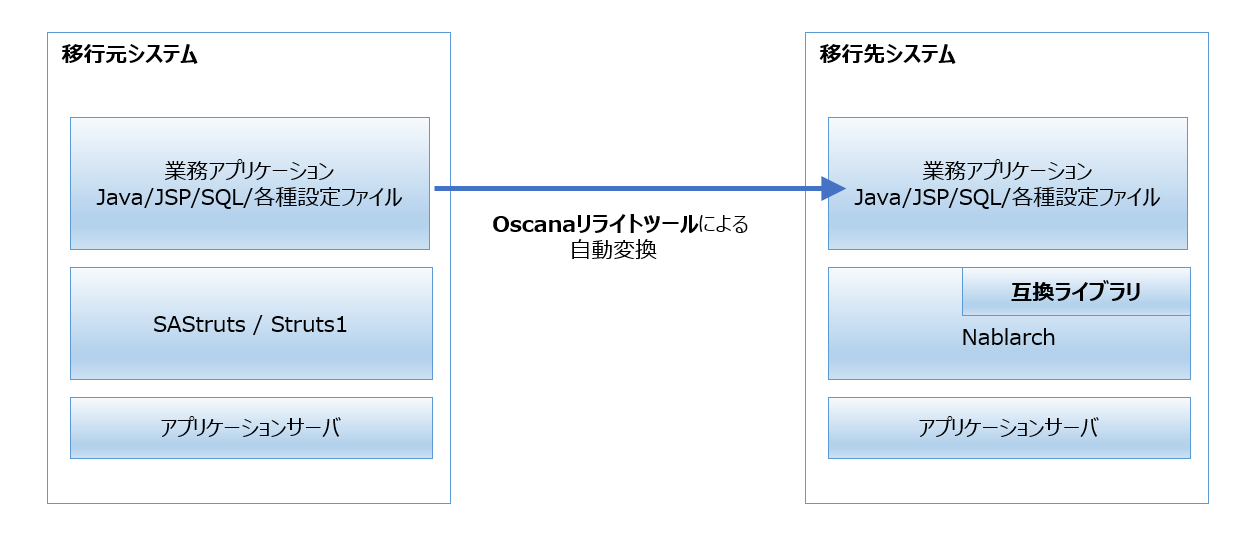 移行元システム
業務アプリケーション
Java/JSP/SQL/各種設定ファイル
SAStruts / Struts1
アプリケーションサーバ
Oscanaリライトツールによる
自動変換
移行先システム
業務アプリケーション
Java/JSP/SQL/各種設定ファイル
互換ライブラリ
Nablarch
アプリケーションサーバ